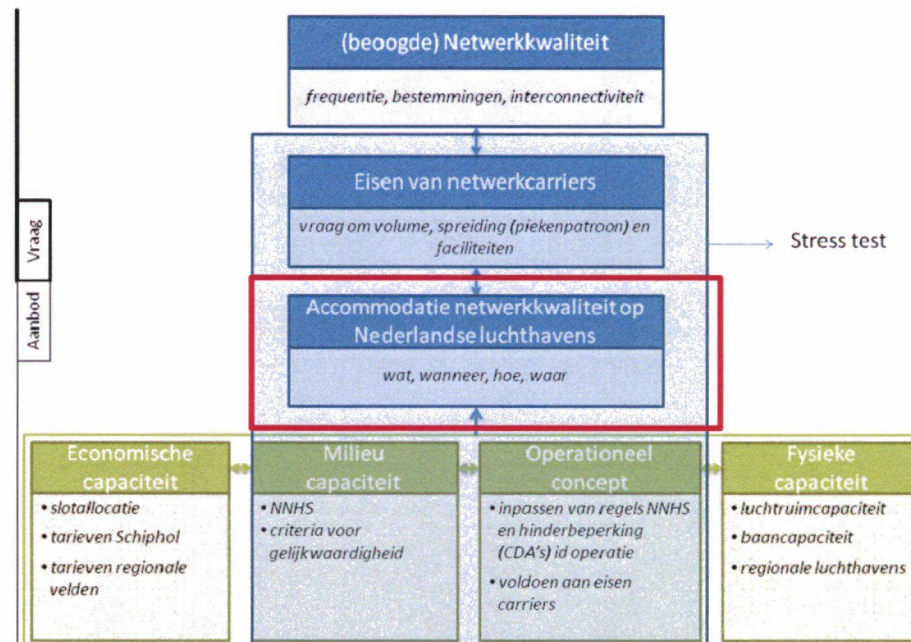 (beoogde) Netwerkkwaliteit
frequentie, bestemmingen, interconnectiviteit
Eisen van netwerkcarriers
vraag om volume, spreiding (piekenpatroon) en
faciliteiten
Stress test
Vraag
Aanbod
Accommodatie netwerkkwaliteit op
Nederlandse luchthavens
wat, wanneer, hoe, waar
Economische
capaciteit
• slotallocatie
• tarieven Schiphol
• tarieven regionale
velden
Milieu
capaciteit
• NNHS
• criteria voor
gelijkwaardigheid
Operationeel
concept
• inpassen van regels NNHS
en hinderbeperking
(CDA's) id operatie
• voldoen aan eisen
carriers
Fysieke
capaciteit
• luchtruimcapaciteit
• baancapaciteit
• regionale luchthavens